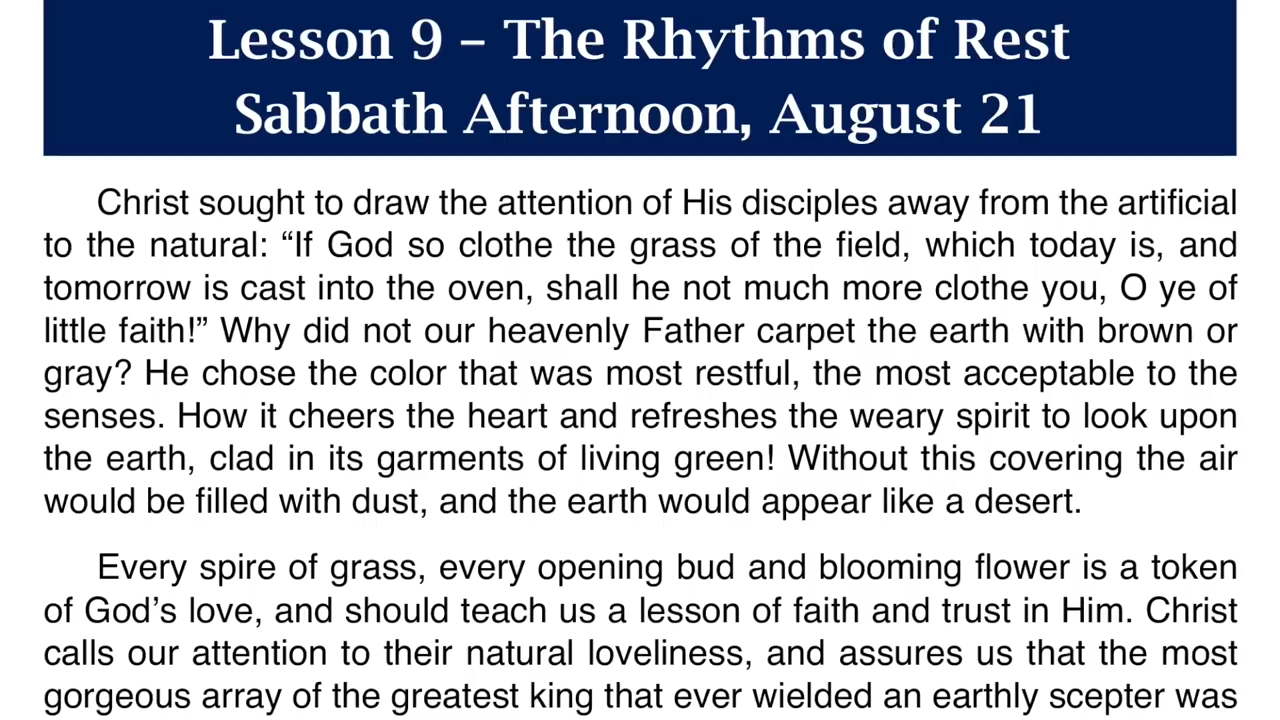 Lesson 9 – The Rhythms of Rest
Sabbath Afternoon, August 21
Christ sought to draw the attention of His disciples away from the artificial
to the natural: “If God so clothe the grass of the field, which today is, and
tomorrow is cast into the oven, shall he not much more clothe you, O ye of
little faith!” Why did not our heavenly Father carpet the earth with brown or
gray? He chose the color that was most restful, the most acceptable to the
senses. How it cheers the heart and refreshes the weary spirit to look upon
the earth, clad in its garments of living green! Without this covering the air
would be filled with dust, and the earth would appear like a desert.
Every spire of grass, every opening bud and blooming flower is a token
of God’s love, and should teach us a lesson of faith and trust in Him. Christ
calls our attention to their natural loveliness, and assures us that the most
gorgeous array of the greatest king that ever wielded an earthly scepter was